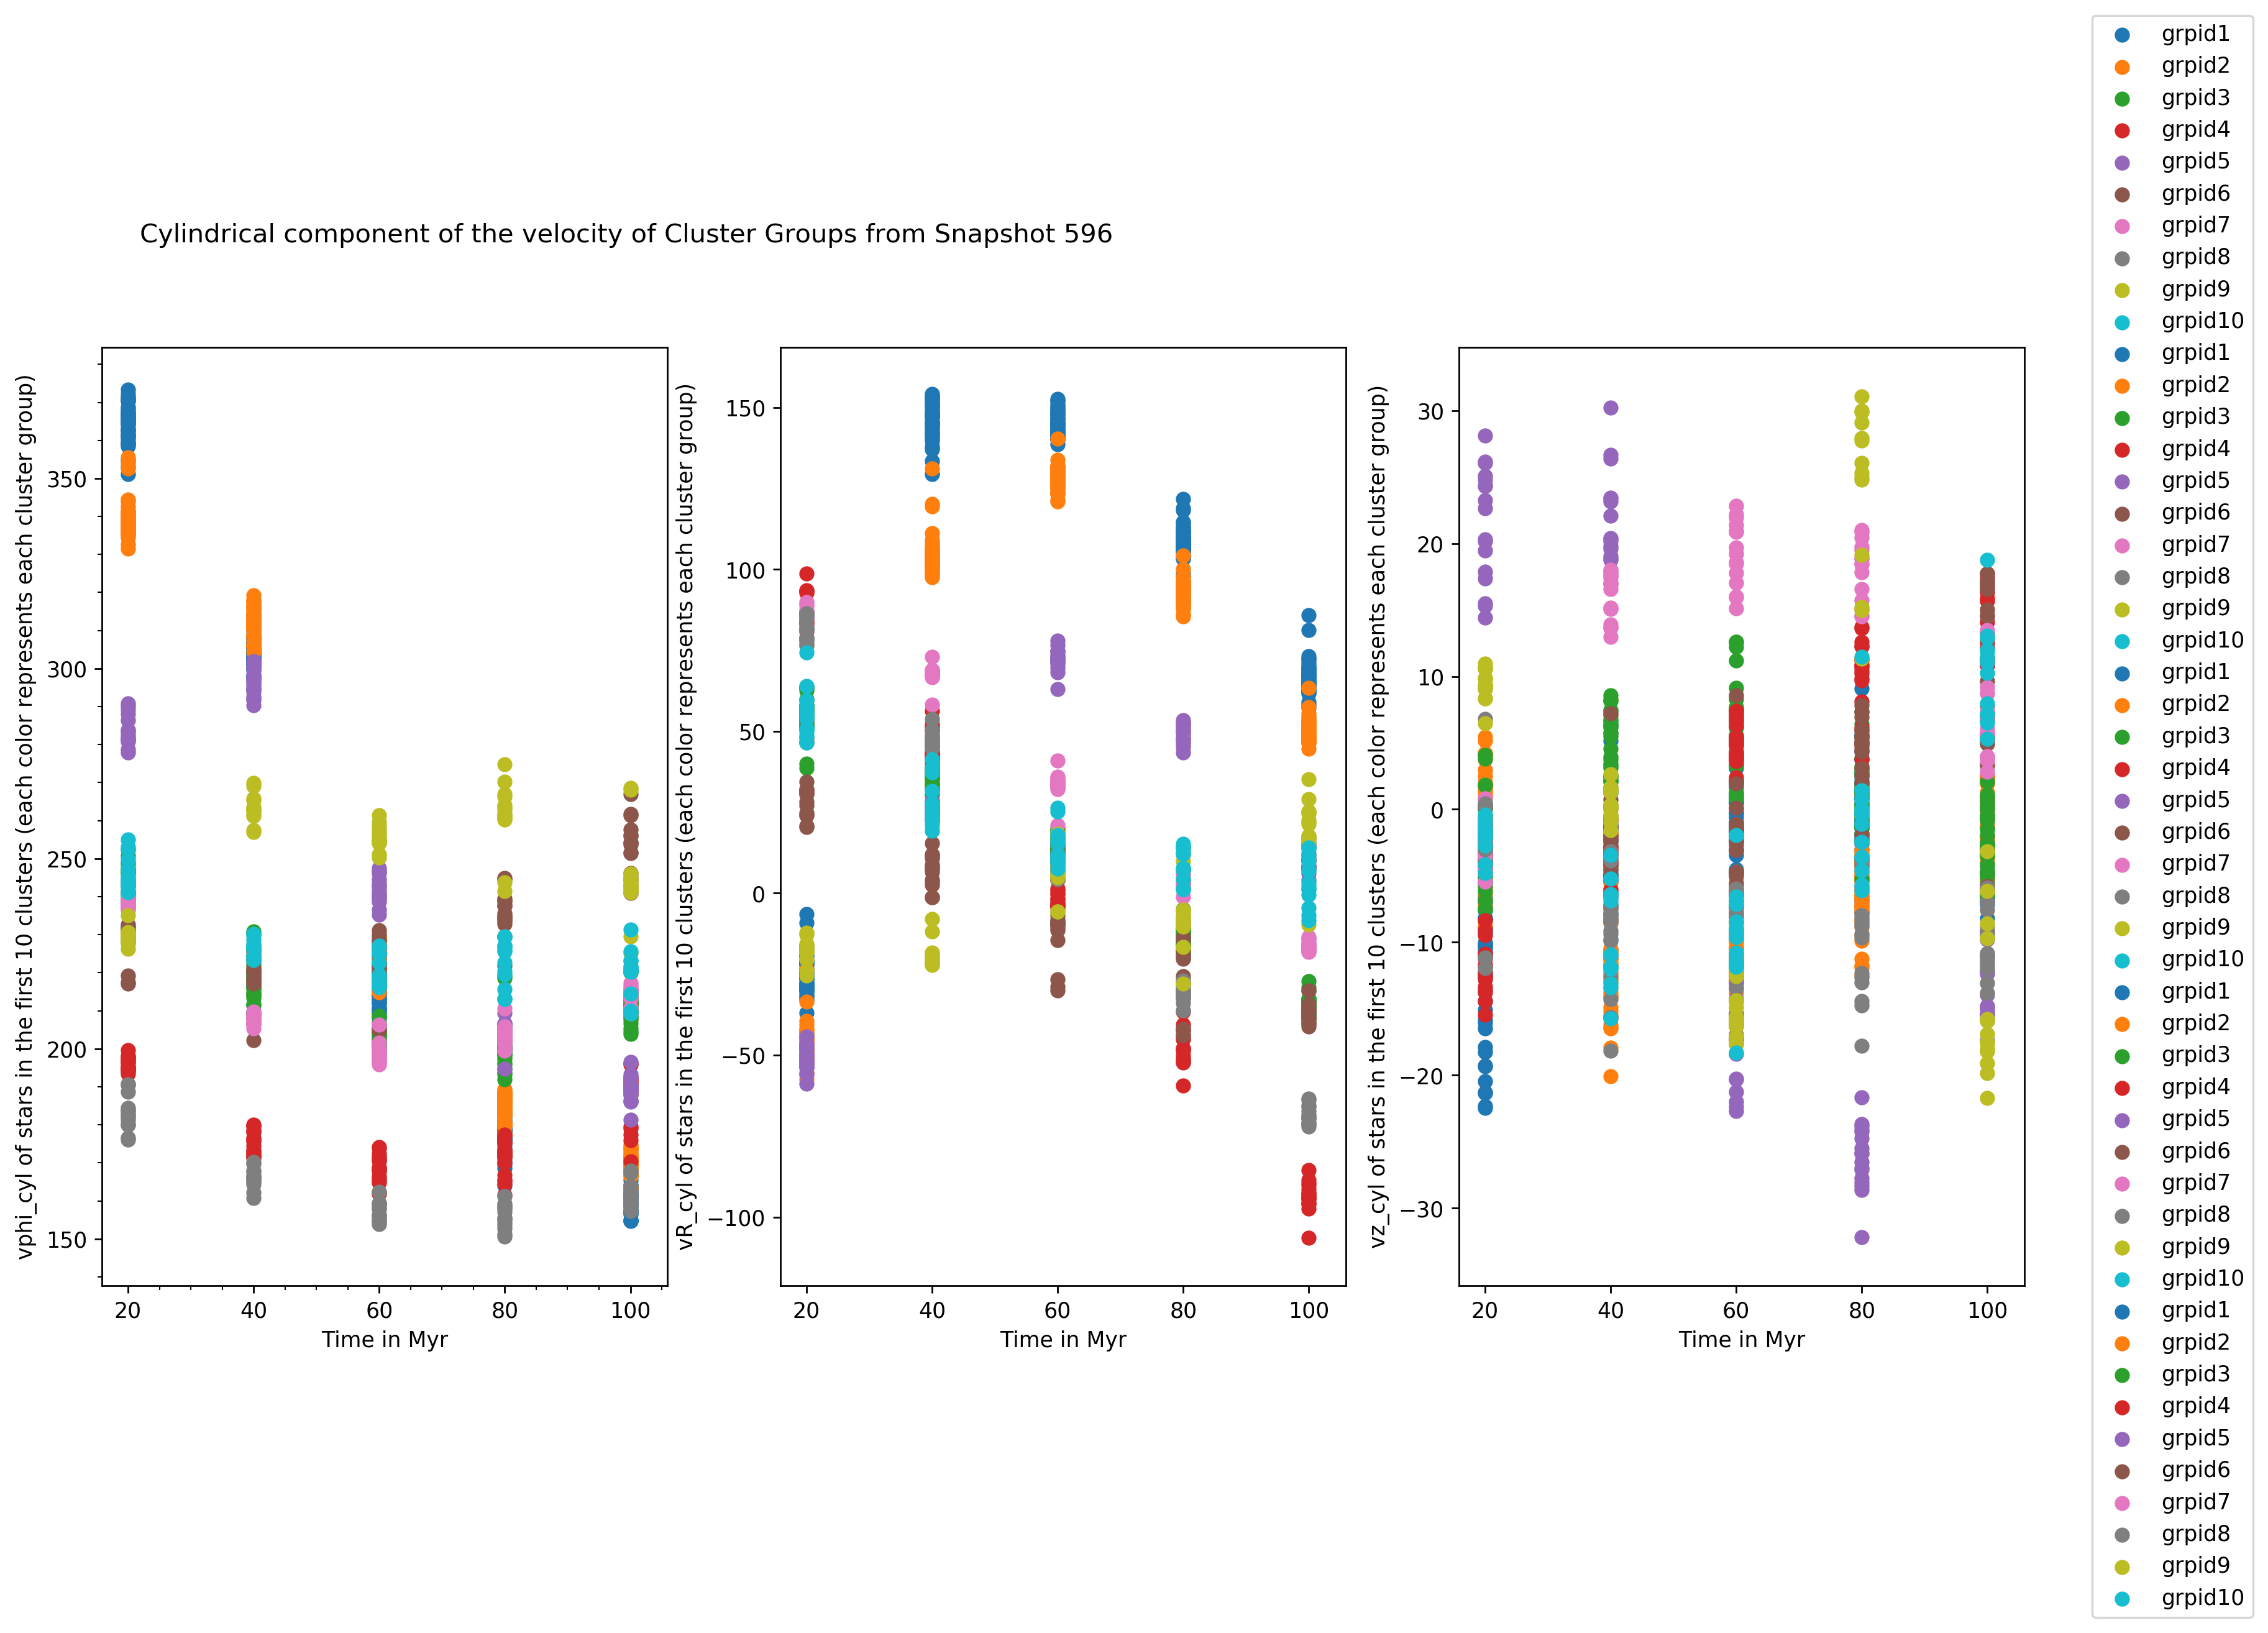 Cylindrical component of the velocity of Cluster Groups from Snapshot 596
vphi_cyl of stars in the first 10 clusters (each color represents each cluster group)
350
300
250
200
150
20 40 60 80 100
Time in Myr
vR_cyl of stars in the first 10 clusters (each color represents each cluster group)
150
100
50
0
−50
−100
20 40 60 80 100
Time in Myr
vz_cyl of stars in the first 10 clusters (each color represents each cluster group)
30
20
10
0
−10
−20
−30
20 40 60 80 100
Time in Myr
grpid1
grpid2
grpid3
grpid4
grpid5
grpid6
grpid7
grpid8
grpid9
grpid10
grpid1
grpid2
grpid3
grpid4
grpid5
grpid6
grpid7
grpid8
grpid9
grpid10
grpid1
grpid2
grpid3
grpid4
grpid5
grpid6
grpid7
grpid8
grpid9
grpid10
grpid1
grpid2
grpid3
grpid4
grpid5
grpid6
grpid7
grpid8
grpid9
grpid10
grpid1
grpid2
grpid3
grpid4
grpid5
grpid6
grpid7
grpid8
grpid9
grpid10